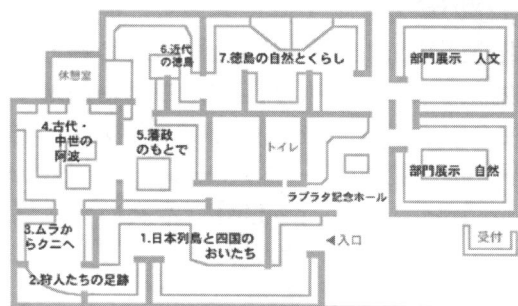 6.近代
の徳島
7.徳島の自然とくらし
部門展示 人文
休憩室
4.古代・
中世の
阿波
5.藩政
のもとで
トイレ
部門展示 自然
ラプラタ記念ホール
3.ムラか
らクニへ
1.日本列島と四国の
おいたち
◀入口
受付
2.狩人たちの足跡